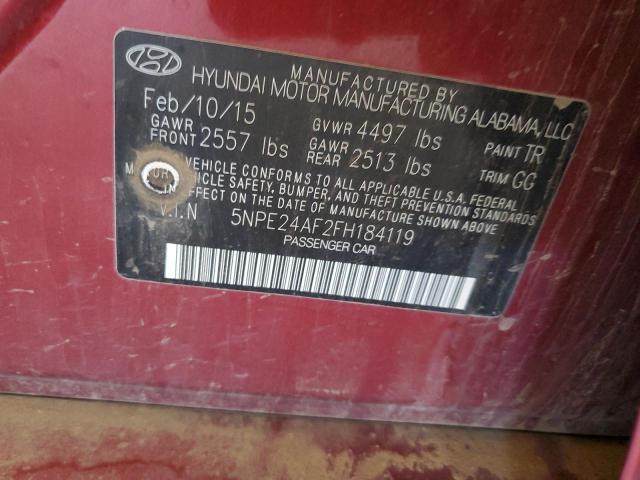 MANUFACTURED BY
HYUNDAI MOTOR MANUFACTURING ALABAMA, LLC
Feb/10/15 GVWR 4497 lbs PAINT TR
GAWR FRONT 2557 lbs GAWR REAR 2513 lbs TRIM GG
VEHICLE CONFORMS TO ALL APPLICABLE U.S.A. FEDERAL
VEHICLE SAFETY, BUMPER, AND THEFT PREVENTION STANDARDS
IN EFFECT ON THE DATE OF MANUFACTURE SHOWN ABOVE.
V.I.N 5NPE24AF2FH184119
PASSENGER CAR